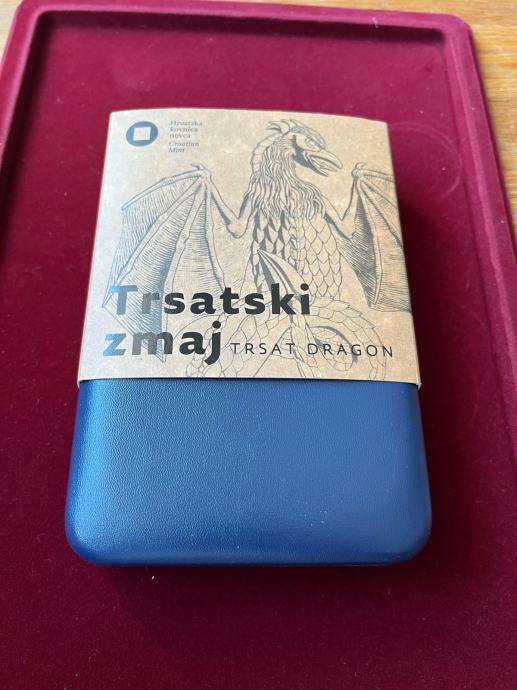 Hrvatska
kovnica
novca
Croatian
Mint
Trsatski
zmaj TRSAT DRAGON